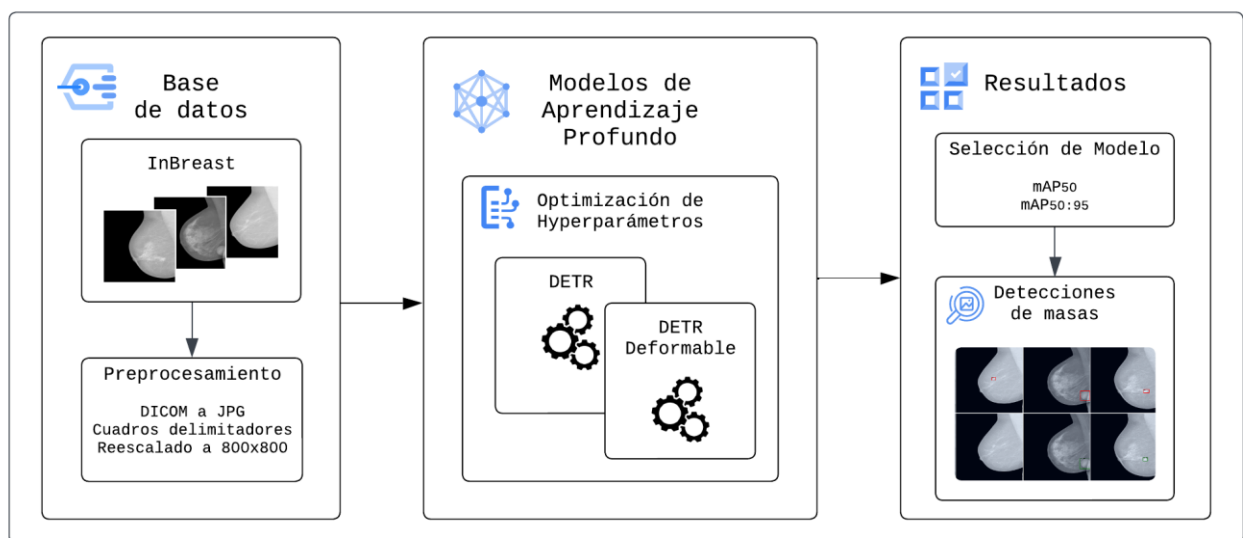 Base
de datos
InBreast
Preprocesamiento
DICOM a JPG
Cuadros delimitadores
Reescalado a 800x800
Modelos de
Aprendizaje
Profundo
Optimización de
Hyperparámetros
DETR
DETR
Deformable
Resultados
Selección de Modelo
mAP50
mAP50:95
Detecciones
de masas